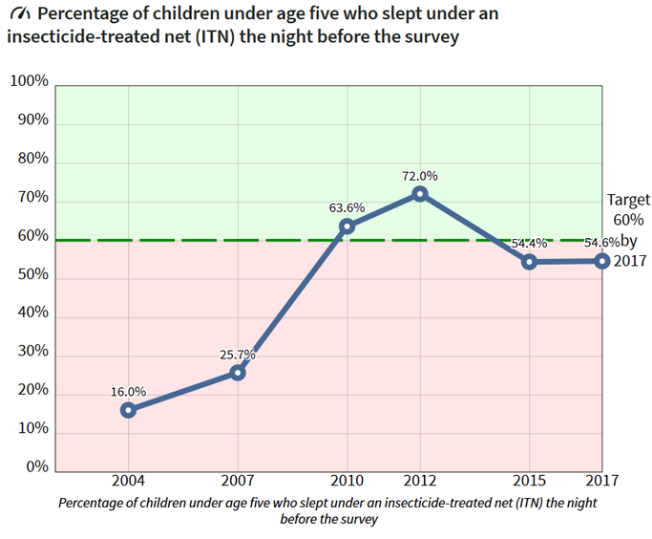 Percentage of children under age five who slept under an
insecticide-treated net (ITN) the night before the survey
100%
90%
80%
70%
60%
50%
40%
30%
20%
10%
0%
16.0%
25.7%
63.6%
72.0%
54.4%
54.6%
Target
60%
by
2017
2004 2007 2010 2012 2015 2017
Percentage of children under age five who slept under an insecticide-treated net (ITN) the night
before the survey